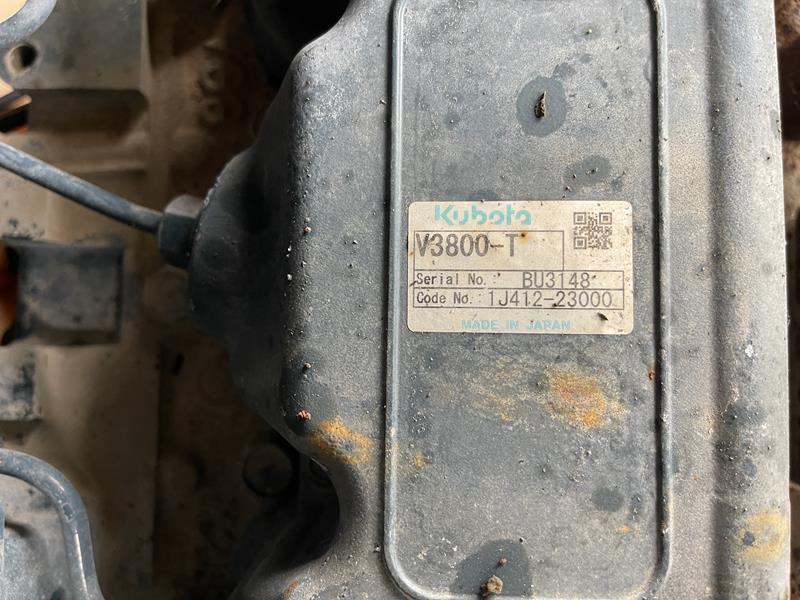 Kubota
V3800-T
Serial No. : BU3148
Code No. : 1J412-23000
MADE IN JAPAN